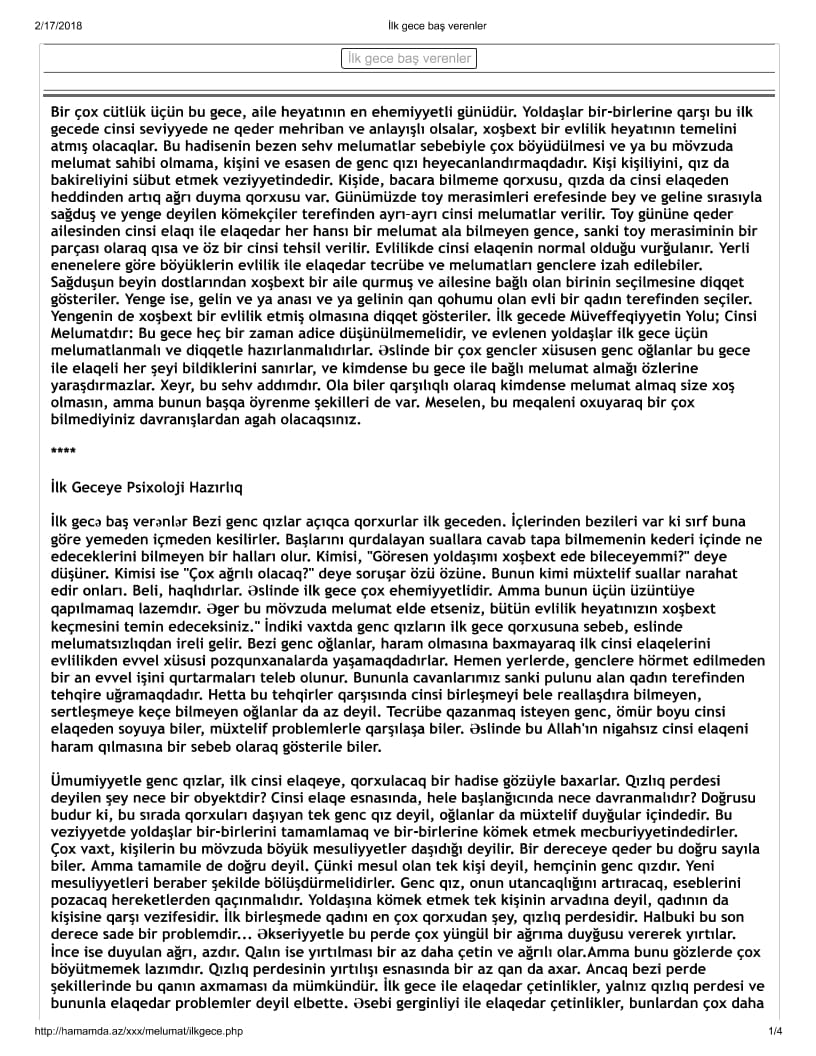 2/17/2018
İlk gece baş verenler
İlk gece baş verenler
Bir çox cütlük üçün bu gece, aile heyatının en ehemiyyetli günüdür. Yoldaşlar bir-birlerine qarşı bu ilk
gecede cinsi seviyyede ne qeder mehriban ve anlayışlı olsalar, xoşbext bir evlilik heyatının temelini
atmış olacaqlar. Bu hadisenin bezen sehv melumatlar sebebiyle çox böyüdülmesi ve ya bu mövzuda
melumat sahibi olmama, kişini ve esasen de genc qızı heyecanlandırmaqdadır. Kişi kişiliyini, qız da
bakireliyini sübut etmek veziyyetindedir. Kişide, bacara bilmeme qorxusu, qızda da cinsi elaqeden
heddinden artıq ağrı duyma qorxusu var. Günümüzde toy merasimleri erefesinde bey ve geline sırasıyla
sağduş ve yenge deyilen kömekçiler terefinden ayrı-ayrı cinsi melumatlar verilir. Toy gününe qeder
ailesinden cinsi elaqı ile elaqedar her hansı bir melumat ala bilmeyen gence, sanki toy merasiminin bir
parçası olaraq qısa ve öz bir cinsi tehsil verilir. Evlilikde cinsi elaqenin normal olduğu vurğulanır. Yerli
enenelere göre böyüklerin evlilik ile elaqedar tecrübe ve melumatları genclere izah edilebiler.
Sağduşun beyin dostlarından xoşbext bir aile qurmuş ve ailesine bağlı olan birinin seçilmesine diqqet
gösteriler. Yenge ise, gelin ve ya anası ve ya gelinin qan qohumu olan evli bir qadın terefinden seçiler.
Yengenin de xoşbext bir evlilik etmiş olmasına diqqet gösteriler. İlk gecede Müveffeqiyyetin Yolu; Cinsi
Melumatdır: Bu gece heç bir zaman adice düşünülmemelidir, ve evlenen yoldaşlar ilk gece üçün
melumatlanmalı ve diqqetle hazırlanmalıdırlar. Əslinde bir çox gencler xüsusen genc oğlanlar bu gece
ile elaqeli her şeyi bildiklerini sanırlar, ve kimdense bu gece ile bağlı melumat almağı özlerine
yaraşdırmazlar. Xeyr, bu sehv addımdır. Ola biler qarşılıqlı olaraq kimdense melumat almaq size xoş
olmasın, amma bunun başqa öyrenme şekilleri de var. Meselen, bu meqaleni oxuyaraq bir çox
bilmediyiniz davranışlardan agah olacaqsınız.
****
İlk Geceye Psixoloji Hazırlıq
İlk gecə baş verənlər Bezi genc qızlar açıqca qorxurlar ilk geceden. İçlerinden bezileri var ki sırf buna
göre yemeden içmeden kesilirler. Başlarını qurdalayan suallara cavab tapa bilmemenin kederi içinde ne
edeceklerini bilmeyen bir halları olur. Kimisi, "Göresen yoldaşımı xoşbext ede bileceyemmi?" deye
düşüner. Kimisi ise "Çox ağrılı olacaq?" deye soruşar özü özüne. Bunun kimi müxtelif suallar narahat
edir onları. Beli, haqlıdırlar. Əslinde ilk gece çox ehemiyyetlidir. Amma bunun üçün üzüntüye
qapılmamaq lazemdır. Əger bu mövzuda melumat elde etseniz, bütün evlilik heyatınızın xoşbext
keçmesini temin edeceksiniz." İndiki vaxtda genc qızların ilk gece qorxusuna sebeb, eslinde
melumatsızlıqdan ireli gelir. Bezi genc oğlanlar, haram olmasına baxmayaraq ilk cinsi elaqelerini
evlilikden evvel xüsusi pozqunxanalarda yaşamaqdadırlar. Hemen yerlerde, genclere hörmet edilmeden
bir an evvel işini qurtarmaları teleb olunur. Bununla cavanlarımız sanki pulunu alan qadın terefinden
tehqire uğramaqdadır. Hetta bu tehqirler qarşısında cinsi birleşmeyi bele reallaşdıra bilmeyen,
sertleşmeye keçe bilmeyen oğlanlar da az deyil. Tecrübe qazanmaq isteyen genc, ömür boyu cinsi
elaqeden soyuya biler, müxtelif problemlerle qarşılaşa biler. Əslinde bu Allah'ın nigahsız cinsi elaqeni
haram qılmasına bir sebeb olaraq gösterile biler.
Ümumiyyetle genc qızlar, ilk cinsi elaqeye, qorxulacaq bir hadise gözüyle baxarlar. Qızlıq perdesi
deyilen şey nece bir obyektdir? Cinsi elaqe esnasında, hele başlanğıcında nece davranmalıdır? Doğrusu
budur ki, bu sırada qorxuları daşıyan tek genc qız deyil, oğlanlar da müxtelif duyğular içindedir. Bu
veziyyetde yoldaşlar bir-birlerini tamamlamaq ve bir-birlerine kömek etmek mecburiyyetindedirler.
Çox vaxt, kişilerin bu mövzuda böyük mesuliyyetler daşıdığı deyilir. Bir dereceye qeder bu doğru sayıla
biler. Amma tamamile de doğru deyil. Çünki mesul olan tek kişi deyil, hemçinin genc qızdır. Yeni
mesuliyyetleri beraber şekilde bölüşdürmelidirler. Genc qız, onun utancaqlığını artıracaq, eseblerini
pozacaq hereketlerden qaçınmalıdır. Yoldaşına kömek etmek tek kişinin arvadına deyil, qadının da
kişisine qarşı vezifesidir. İlk birleşmede qadını en çox qorxudan şey, qızlıq perdesidir. Halbuki bu son
derece sade bir problemdir... Əkseriyyetle bu perde çox yüngül bir ağrıma duyğusu vererek yırtılar.
İnce ise duyulan ağrı, azdır. Qalın ise yırtılması bir az daha çetin ve ağrılı olar.Amma bunu gözlerde çox
böyütmemek lazımdır. Qızlıq perdesinin yırtılışı esnasında bir az qan da axar. Ancaq bezi perde
şekillerinde bu qanın axmaması da mümkündür. İlk gece ile elaqedar çetinlikler, yalnız qızlıq perdesi ve
bununla elaqedar problemler deyil elbette. Əsebi gerginliyi ile elaqedar çetinlikler, bunlardan çox daha
http://hamamda.az/xxx/melumat/ilkgece.php
1/4